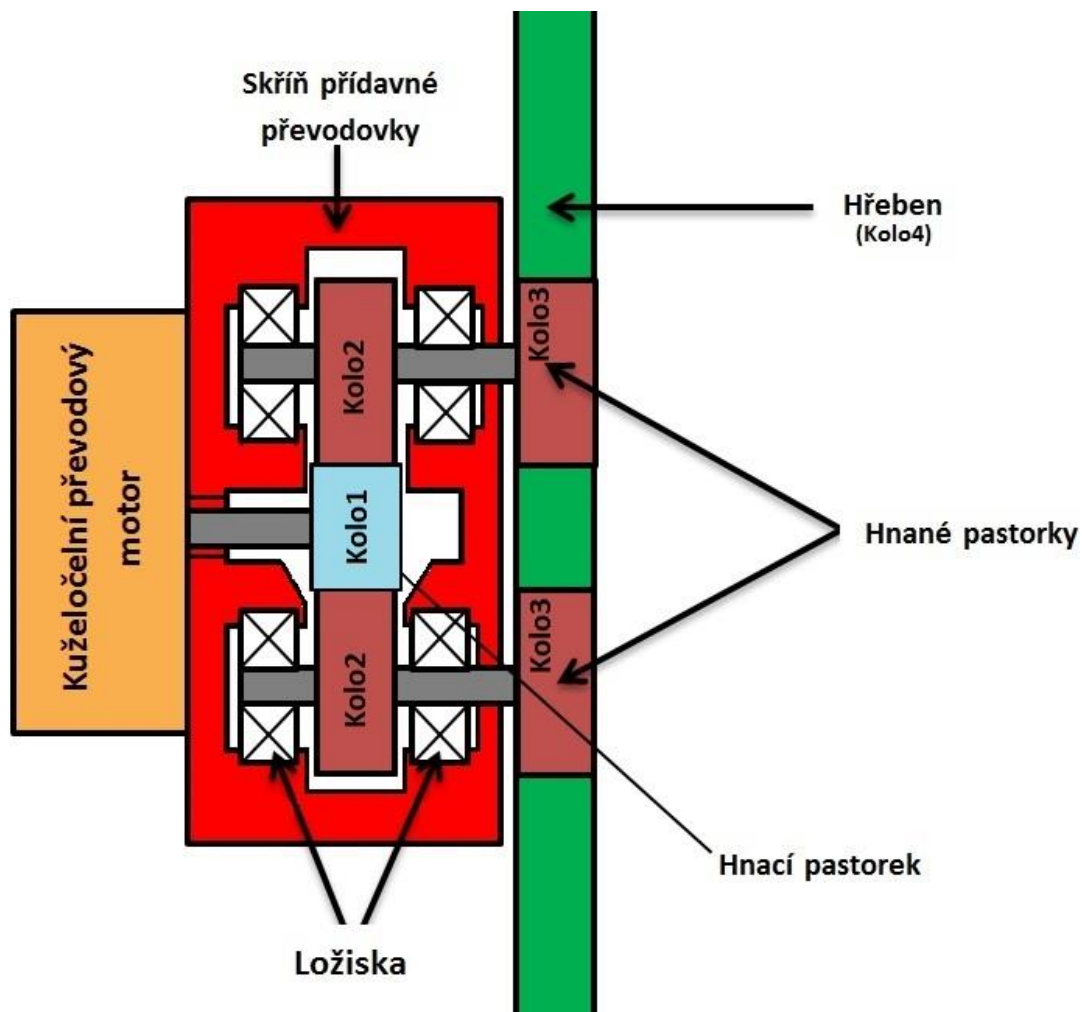 Skříň přídavné
převodovky
Hřeben
(Kolo4)
Kolo3
Kolo2
Kuželočelní převodový
motor
Kolo1
Hnané pastorky
Kolo3
Kolo2
Hnací pastorek
Ložiska